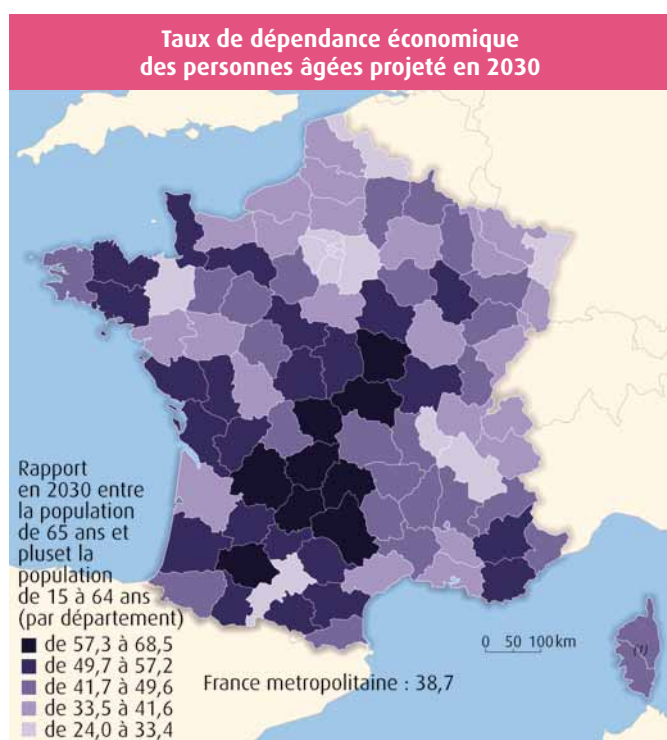 Taux de dépendance économique
des personnes âgées projeté en 2030
Rapport
en 2030 entre
la population
de 65 ans et
pluset la
population
de 15 à 64 ans
(par département)
de 57,3 à 68,5
de 49,7 à 57,2
de 41,7 à 49,6
de 33,5 à 41,6
de 24,0 à 33,4
France metropolitaine : 38,7
0 50 100 km
(1)